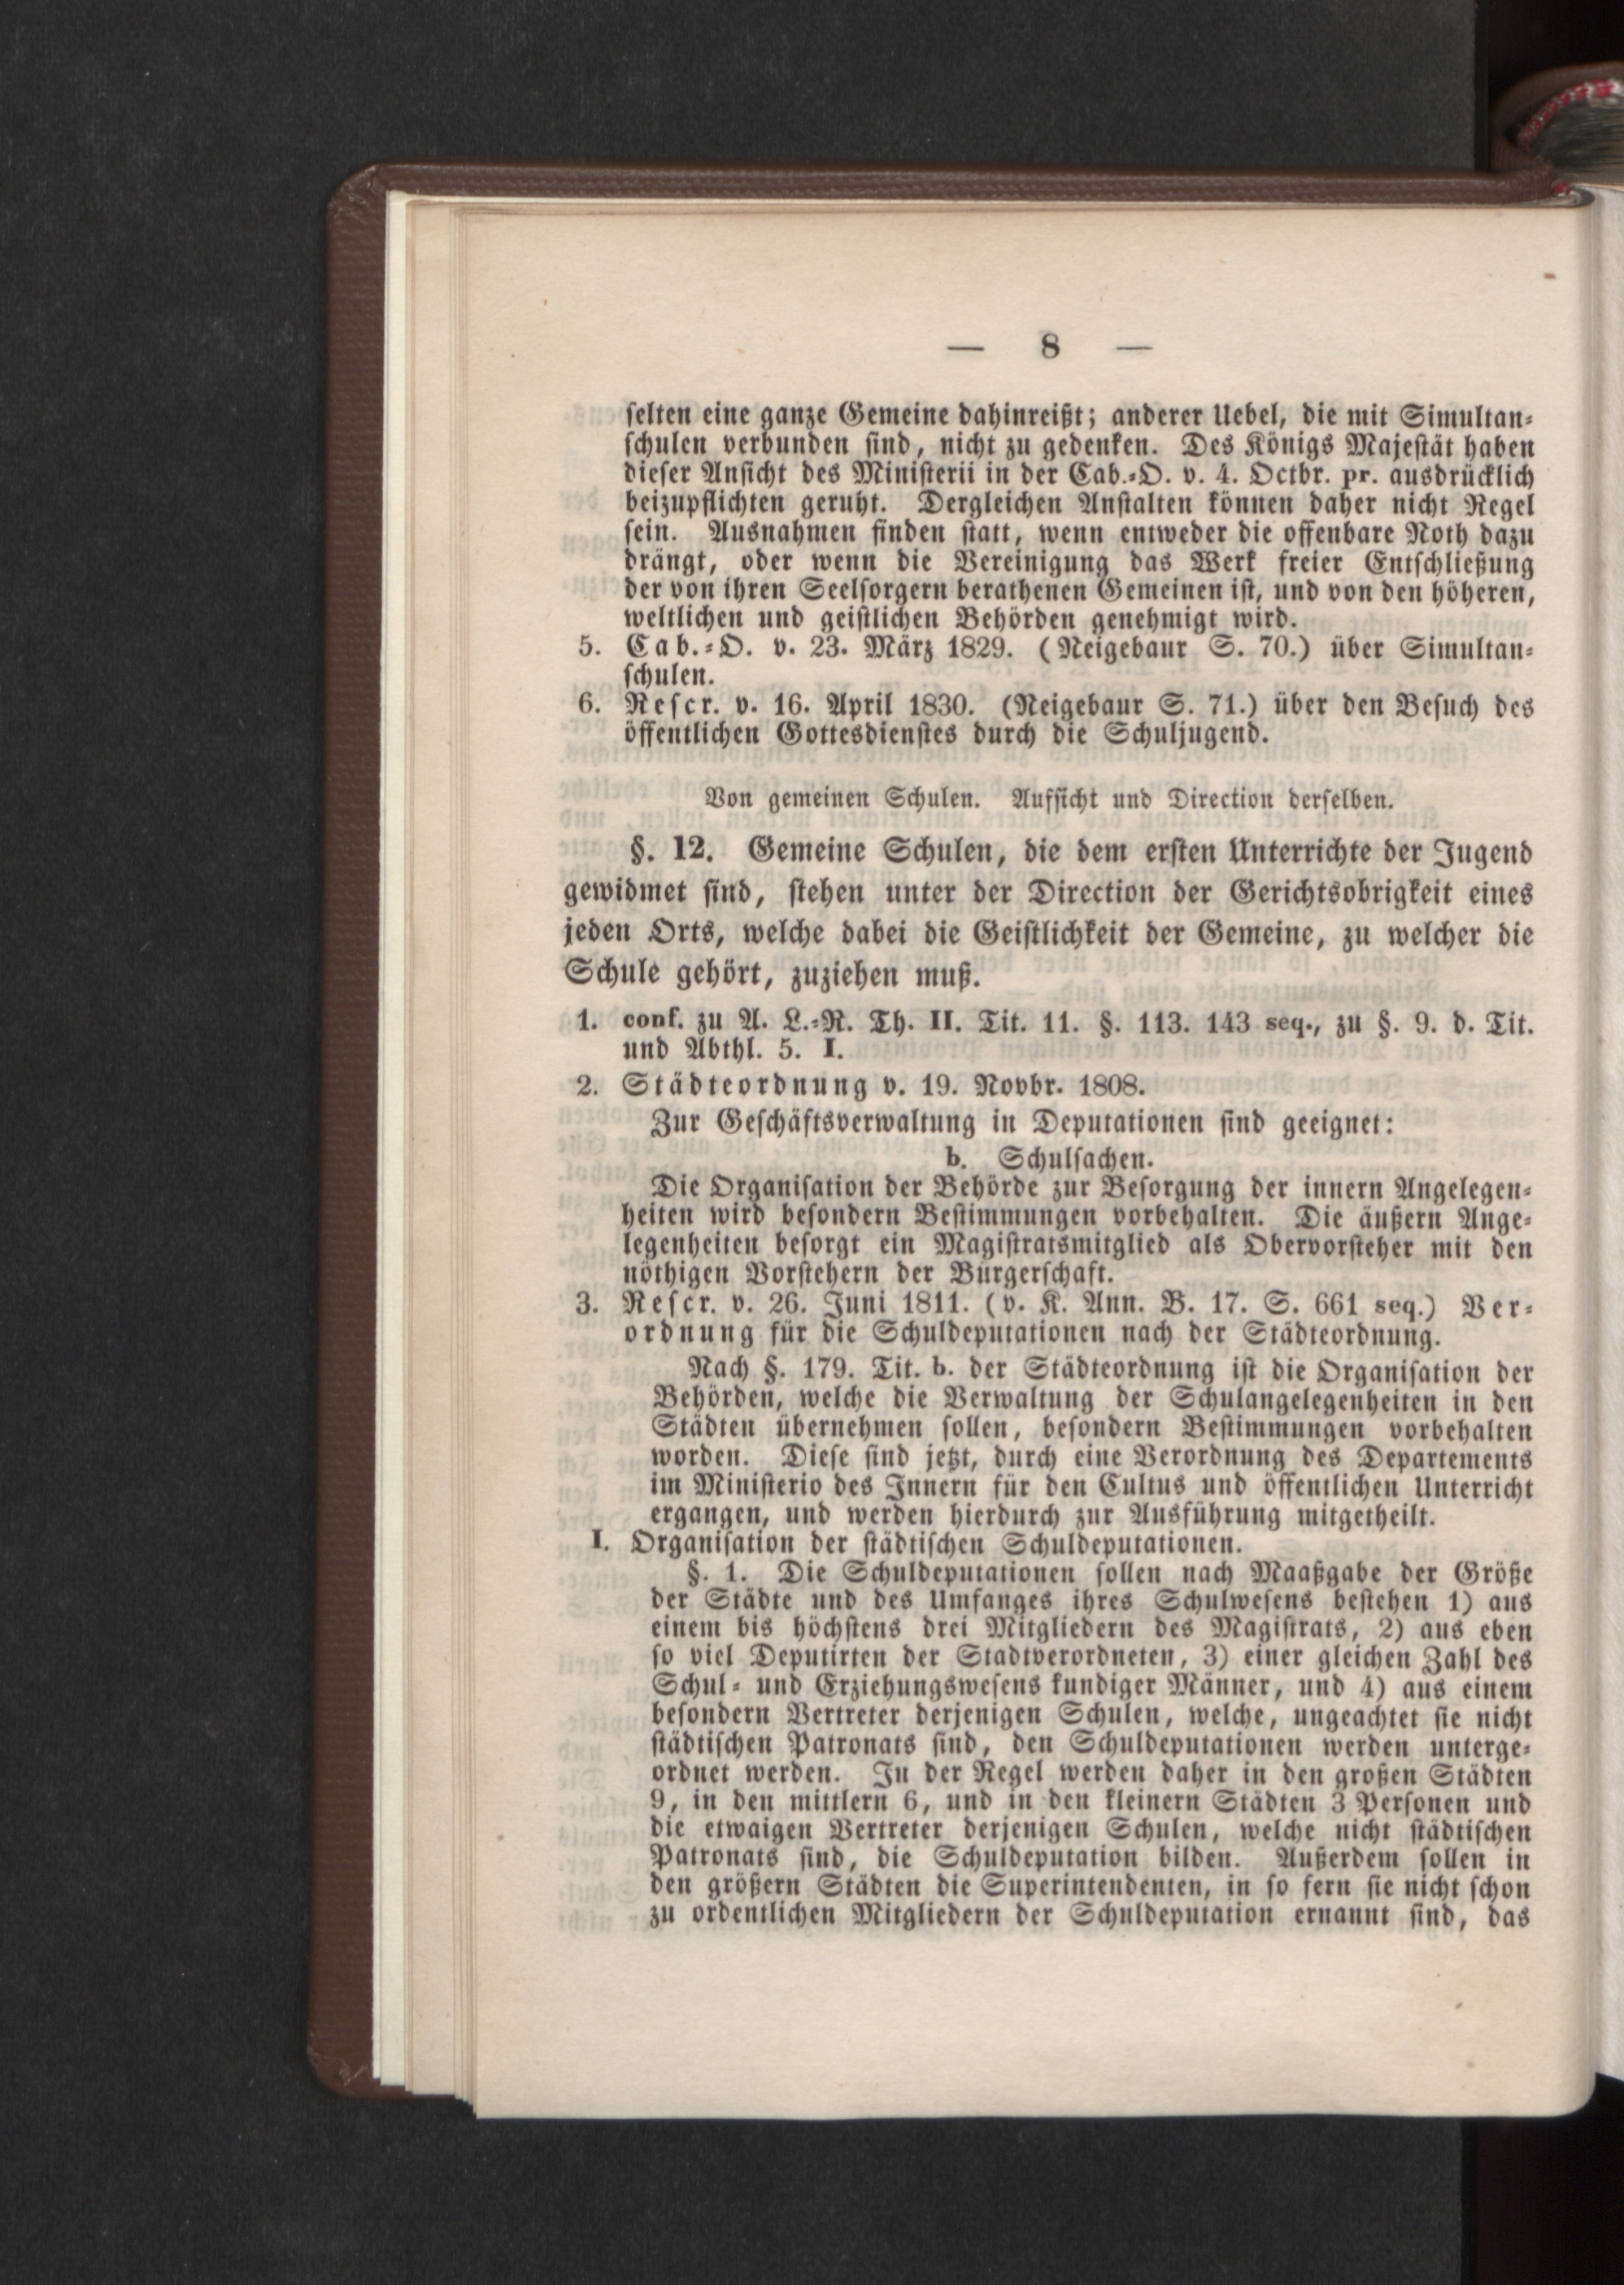 — 8 —
selten eine ganze Gemeine dahinreißt; anderer Uebel, die mit Simultan-
schulen verbunden sind, nicht zu gedenken. Des Königs Majestät haben
dieser Ansicht des Ministerii in der Cab.-O. v. 4. Octbr. pr. ausdrücklich
beizupflichten geruht. Dergleichen Anstalten können daher nicht Regel
sein. Ausnahmen finden statt, wenn entweder die offenbare Noth dazu
drängt, oder wenn die Vereinigung das Werk freier Entschließung
der von ihren Seelsorgern berathenen Gemeinen ist, und von den höheren,
weltlichen und geistlichen Behörden genehmigt wird.
5. Cab.-O. v. 23. März 1829. (Neigebaur S. 70.) über Simultan-
schulen.
6. Rescr. v. 16. April 1830. (Neigebaur S. 71.) über den Besuch des
öffentlichen Gottesdienstes durch die Schuljugend.
Von gemeinen Schulen. Aufsicht und Direction derselben.
§. 12. Gemeine Schulen, die dem ersten Unterrichte der Jugend
gewidmet sind, stehen unter der Direction der Gerichtsobrigkeit eines
jeden Orts, welche dabei die Geistlichkeit der Gemeine, zu welcher die
Schule gehört, zuziehen muß.
1. conf. zu A. L.-R. Th. II. Tit. 11. §. 113. 143 seq., zu §. 9. d. Tit.
und Abthl. 5. I.
2. Städteordnung v. 19. Novbr. 1808.
Zur Geschäftsverwaltung in Deputationen sind geeignet:
b. Schulsachen.
Die Organisation der Behörde zur Besorgung der innern Angelegen-
heiten wird besondern Bestimmungen vorbehalten. Die äußern Ange-
legenheiten besorgt ein Magistratsmitglied als Obervorsteher mit den
nöthigen Vorstehern der Bürgerschaft.
3. Rescr. v. 26. Juni 1811. (v. K. Ann. B. 17. S. 661 seq.) Ver-
ordnung für die Schuldeputationen nach der Städteordnung.
Nach §. 179. Tit. b. der Städteordnung ist die Organisation der
Behörden, welche die Verwaltung der Schulangelegenheiten in den
Städten übernehmen sollen, besondern Bestimmungen vorbehalten
worden. Diese sind jetzt, durch eine Verordnung des Departements
im Ministerio des Innern für den Cultus und öffentlichen Unterricht
ergangen, und werden hierdurch zur Ausführung mitgetheilt.
I. Organisation der städtischen Schuldeputationen.
§. 1. Die Schuldeputationen sollen nach Maaßgabe der Größe
der Städte und des Umfanges ihres Schulwesens bestehen 1) aus
einem bis höchstens drei Mitgliedern des Magistrats, 2) aus eben
so viel Deputirten der Stadtverordneten, 3) einer gleichen Zahl des
Schul- und Erziehungswesens kundiger Männer, und 4) aus einem
besondern Vertreter derjenigen Schulen, welche, ungeachtet sie nicht
städtischen Patronats sind, den Schuldeputationen werden unterge-
ordnet werden. In der Regel werden daher in den großen Städten
9, in den mittlern 6, und in den kleinern Städten 3 Personen und
die etwaigen Vertreter derjenigen Schulen, welche nicht städtischen
Patronats sind, die Schuldeputation bilden. Außerdem sollen in
den größern Städten die Superintendenten, in so fern sie nicht schon
zu ordentlichen Mitgliedern der Schuldeputation ernannt sind, das